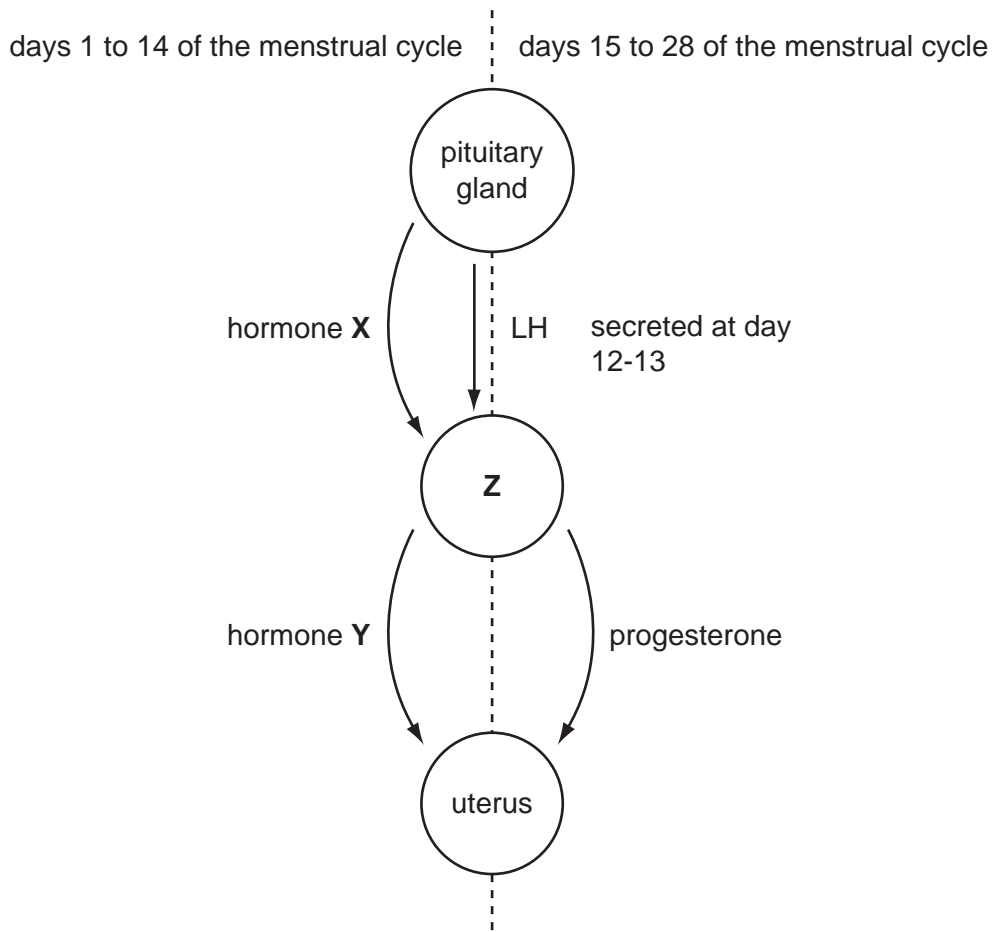 days 1 to 14 of the menstrual cycle
days 15 to 28 of the menstrual cycle
pituitary
gland
hormone X
LH
secreted at day
12-13
Z
hormone Y
progesterone
uterus